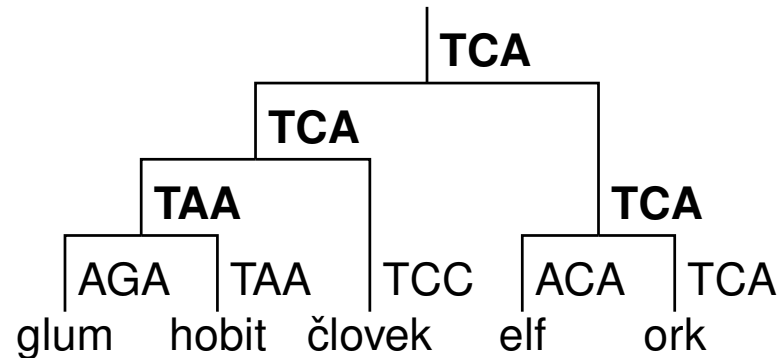 TCA
TCA
TAA TCA
AGA TAA TCC ACA TCA
glum hobit človek elf ork